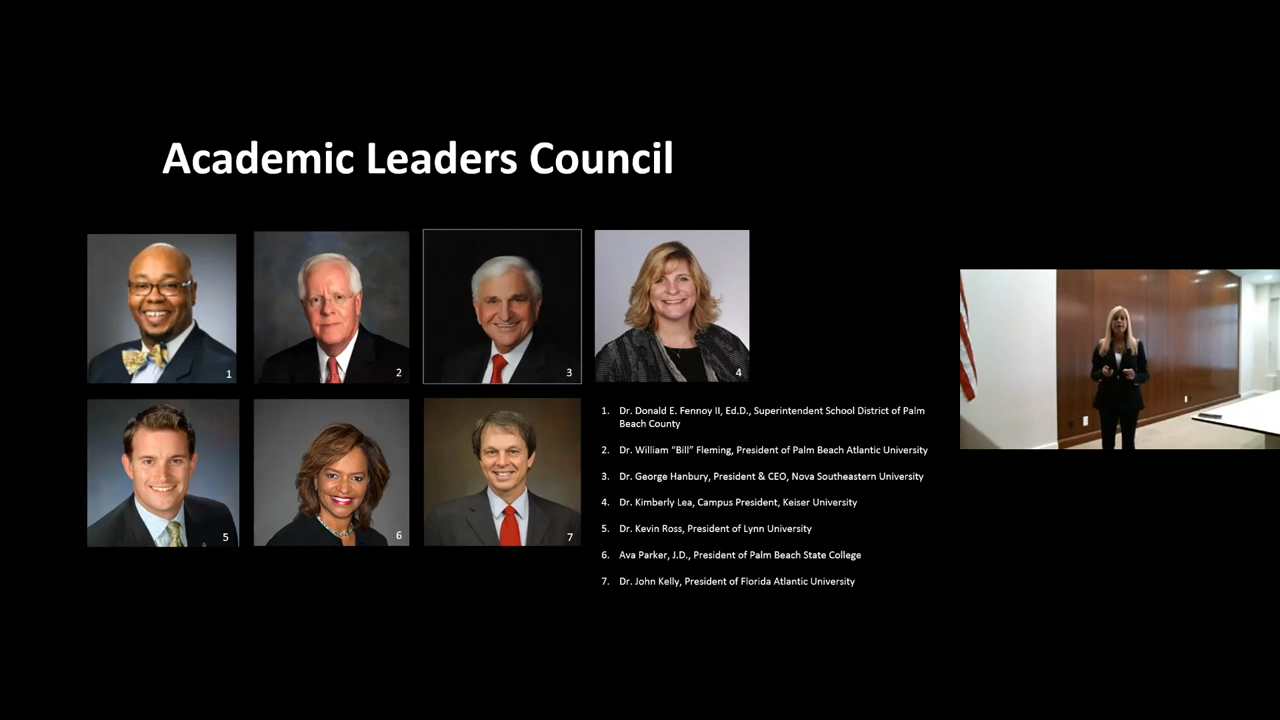 Academic Leaders Council
1
2
3
4
5
6
7
1. Dr. Donald E. Fennoy II, Ed.D., Superintendent School District of Palm
Beach County
2. Dr. William “Bill” Fleming, President of Palm Beach Atlantic University
3. Dr. George Hanbury, President & CEO, Nova Southeastern University
4. Dr. Kimberly Lea, Campus President, Keiser University
5. Dr. Kevin Ross, President of Lynn University
6. Ava Parker, J.D., President of Palm Beach State College
7. Dr. John Kelly, President of Florida Atlantic University